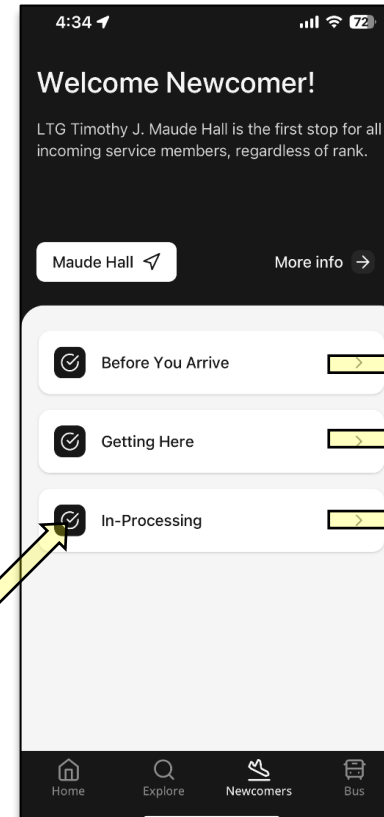 4:34
72
Welcome Newcomer!
LTG Timothy J. Maude Hall is the first stop for all
incoming service members, regardless of rank.
Maude Hall
More info
Before You Arrive
Getting Here
In-Processing
Home Explore Newcomers Bus